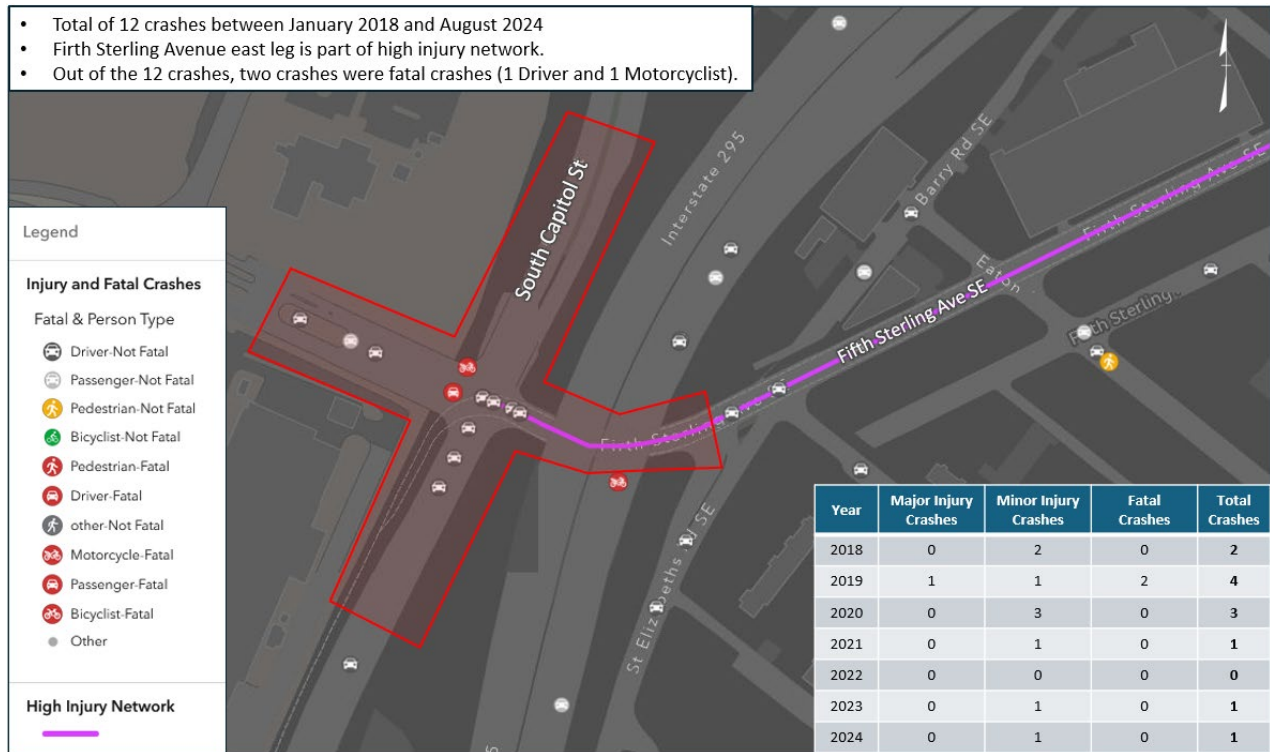 • Total of 12 crashes between January 2018 and August 2024
• Firth Sterling Avenue east leg is part of high injury network.
• Out of the 12 crashes, two crashes were fatal crashes (1 Driver and 1 Motorcyclist).
South Capitol St
Interstate 295
Barry Rd SE
Firth Sterling Ave SE
Eaton
Fifth Sterling Ave SE
Firth Sterling
Firth Sterling
St Elizabeths Rd SE
Legend
Injury and Fatal Crashes
Fatal & Person Type
Driver-Not Fatal
Passenger-Not Fatal
Pedestrian-Not Fatal
Bicyclist-Not Fatal
Pedestrian-Fatal
Driver-Fatal
other-Not Fatal
Motorcycle-Fatal
Passenger-Fatal
Bicyclist-Fatal
Other
High Injury Network
Year Major Injury Crashes Minor Injury Crashes Fatal Crashes Total Crashes
2018 0 2 0 2
2019 1 1 2 4
2020 0 3 0 3
2021 0 1 0 1
2022 0 0 0 0
2023 0 1 0 1
2024 0 1 0 1